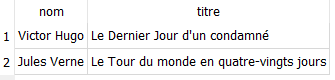 nom titre
1 Victor Hugo Le Dernier Jour d'un condamné
2 Jules Verne Le Tour du monde en quatre-vingts jours